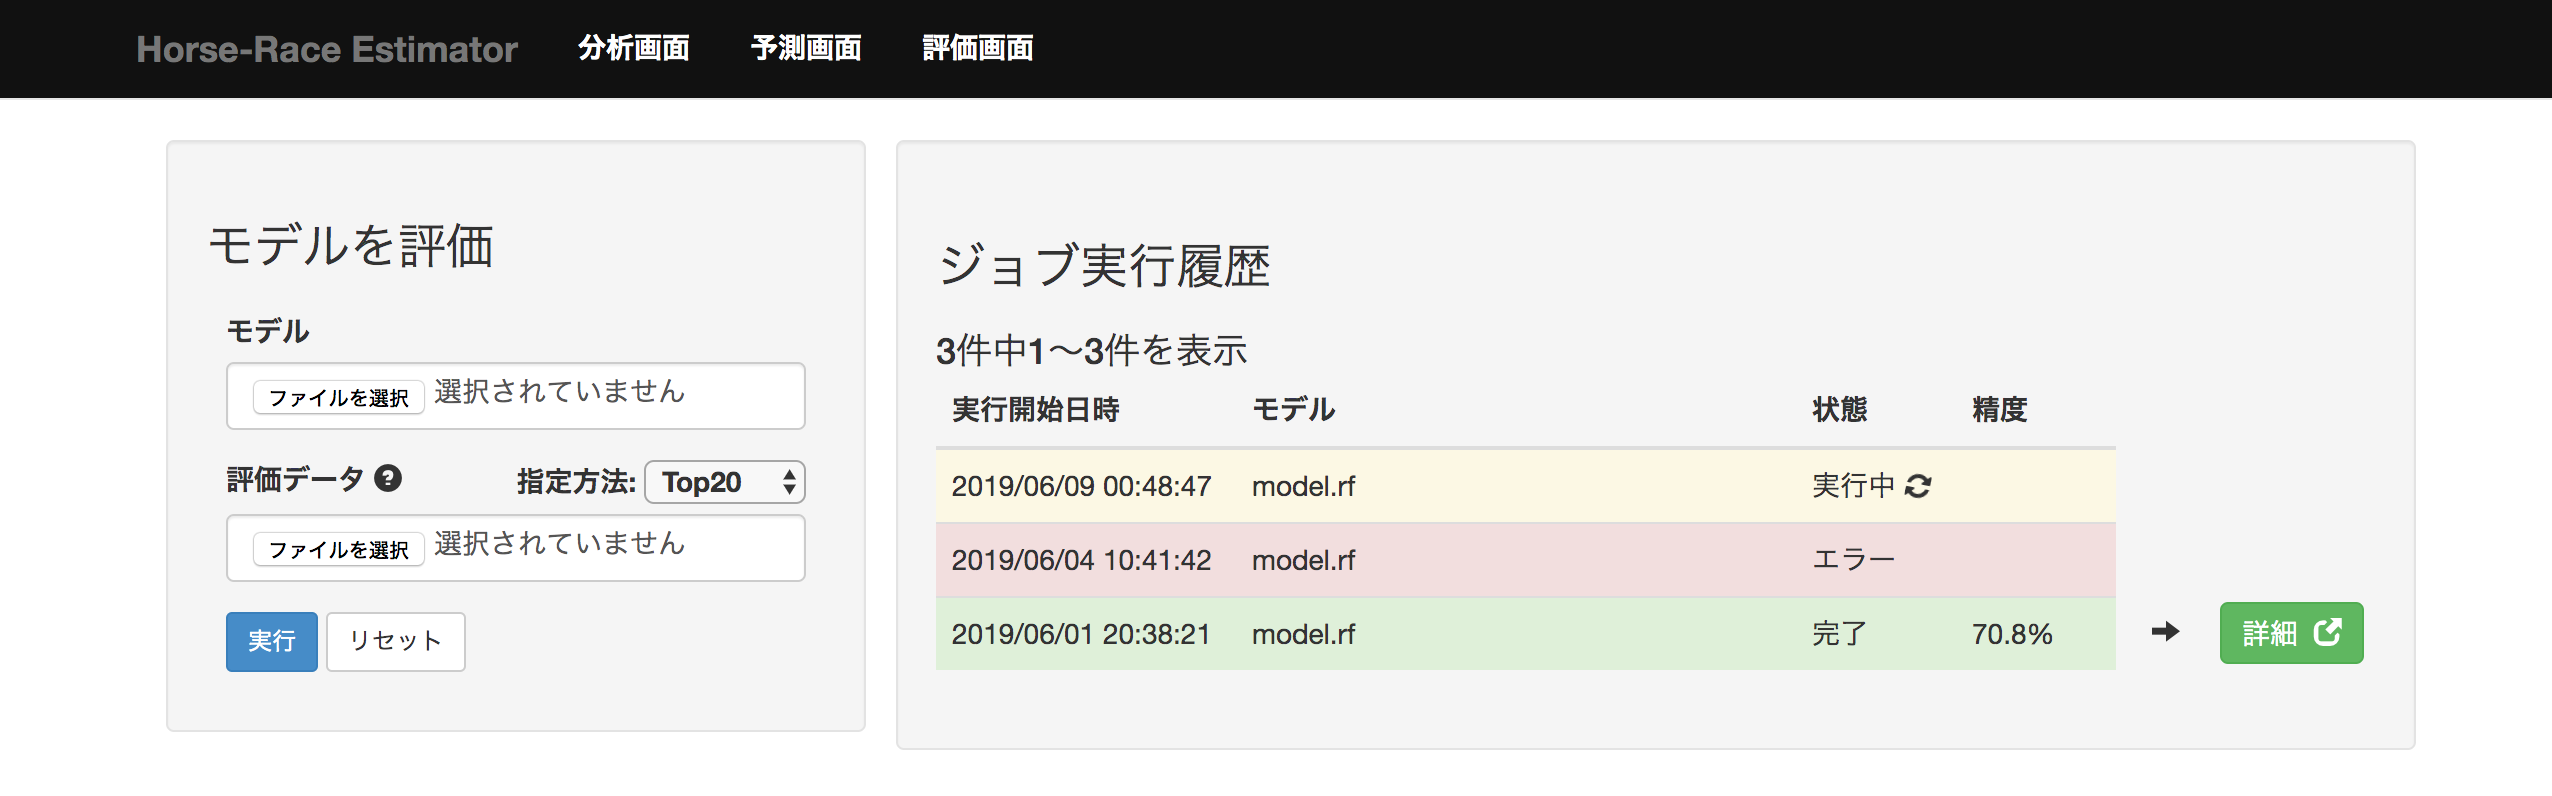 Horse-Race Estimator 分析画面 予測画面 評価画面
モデルを評価
モデル
ファイルを選択 選択されていません
評価データ ? 指定方法: Top20
ファイルを選択 選択されていません
実行 リセット
ジョブ実行履歴
3件中1〜3件を表示
実行開始日時 モデル 状態 精度
2019/06/09 00:48:47 model.rf 実行中
2019/06/04 10:41:42 model.rf エラー
2019/06/01 20:38:21 model.rf 完了 70.8% 詳細